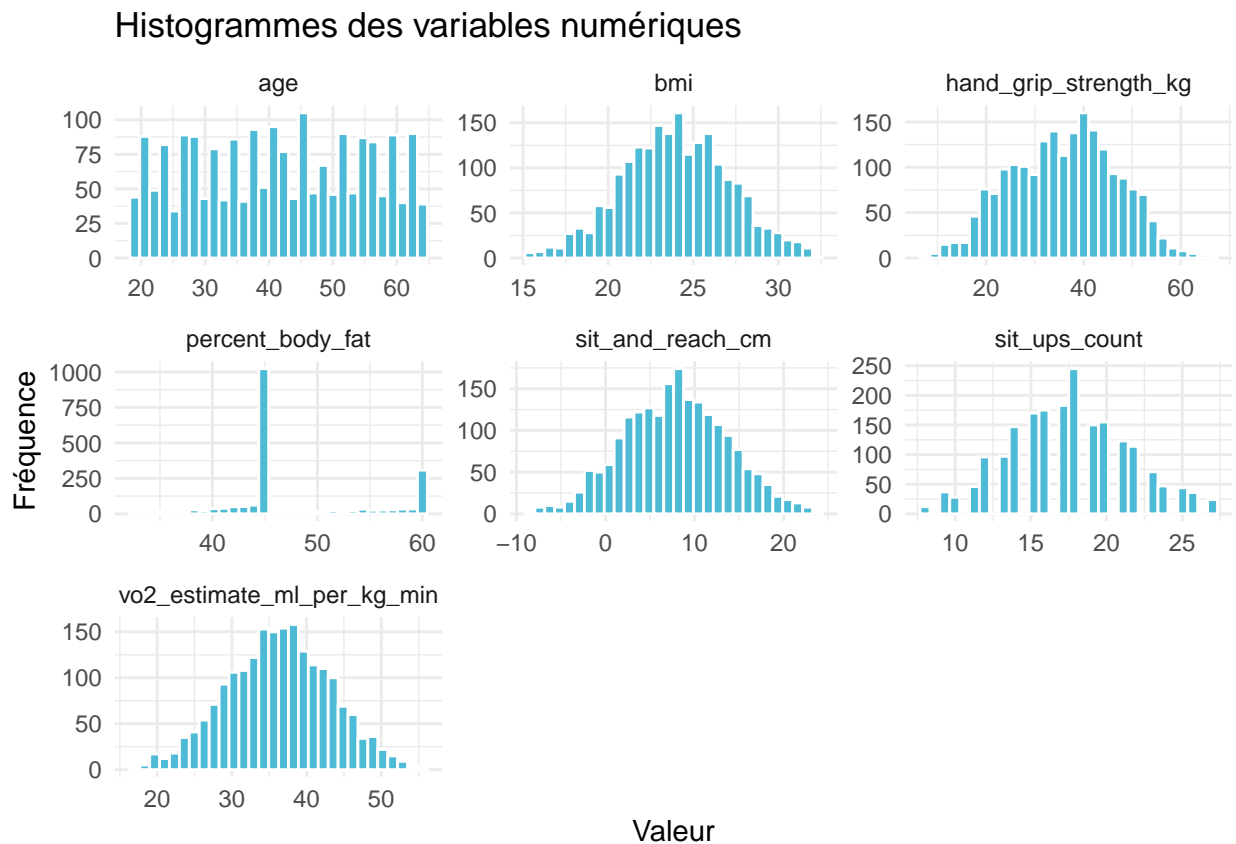 Histogrammes des variables numériques
age
bmi
hand_grip_strength_kg
100
75
50
25
0
20 30 40 50 60
150
100
50
0
15 20 25 30
150
100
50
0
20 40 60
percent_body_fat
sit_and_reach_cm
sit_ups_count
1000
750
500
250
0
40 50 60
150
100
50
0
−10 0 10 20
250
200
150
100
50
0
10 15 20 25
vo2_estimate_ml_per_kg_min
150
100
50
0
20 30 40 50
Fréquence
Valeur